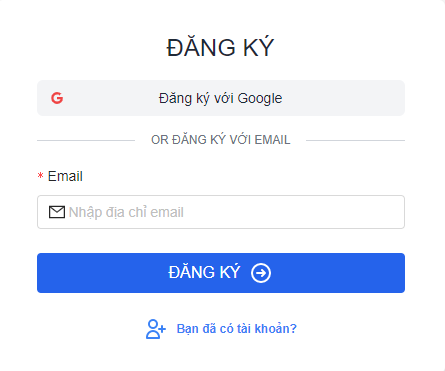 ĐĂNG KÝ
Đăng ký với Google
OR ĐĂNG KÝ VỚI EMAIL
* Email
Nhập địa chỉ email
ĐĂNG KÝ
Bạn đã có tài khoản?